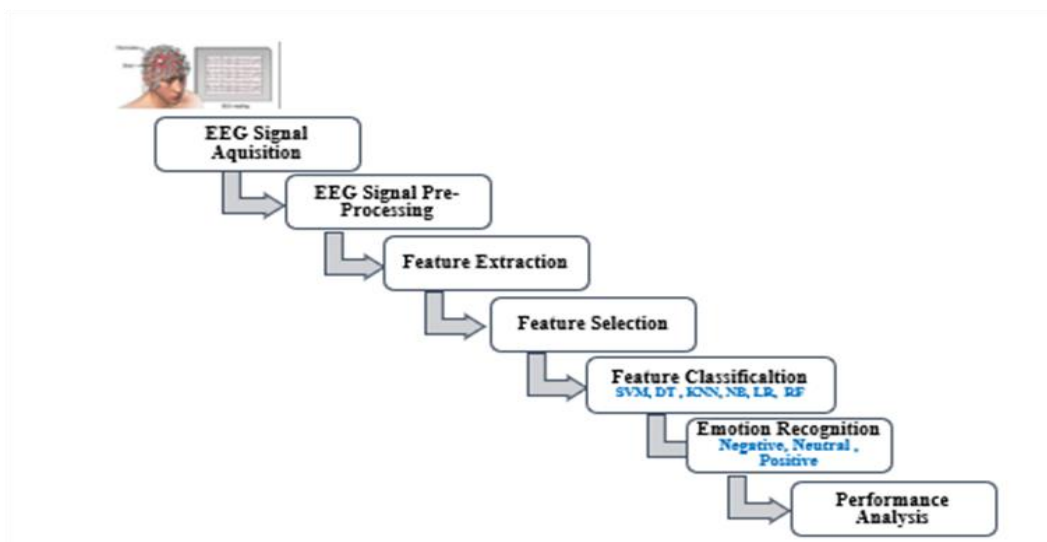 EEG Signal
Aquisition
EEG Signal Pre-
Processing
Feature Extraction
Feature Selection
Feature Classificaltion
SVM, DT , KNN, NB, LR, RF
Emotion Recognition
Negative, Neutral ,
Positive
Performance
Analysis